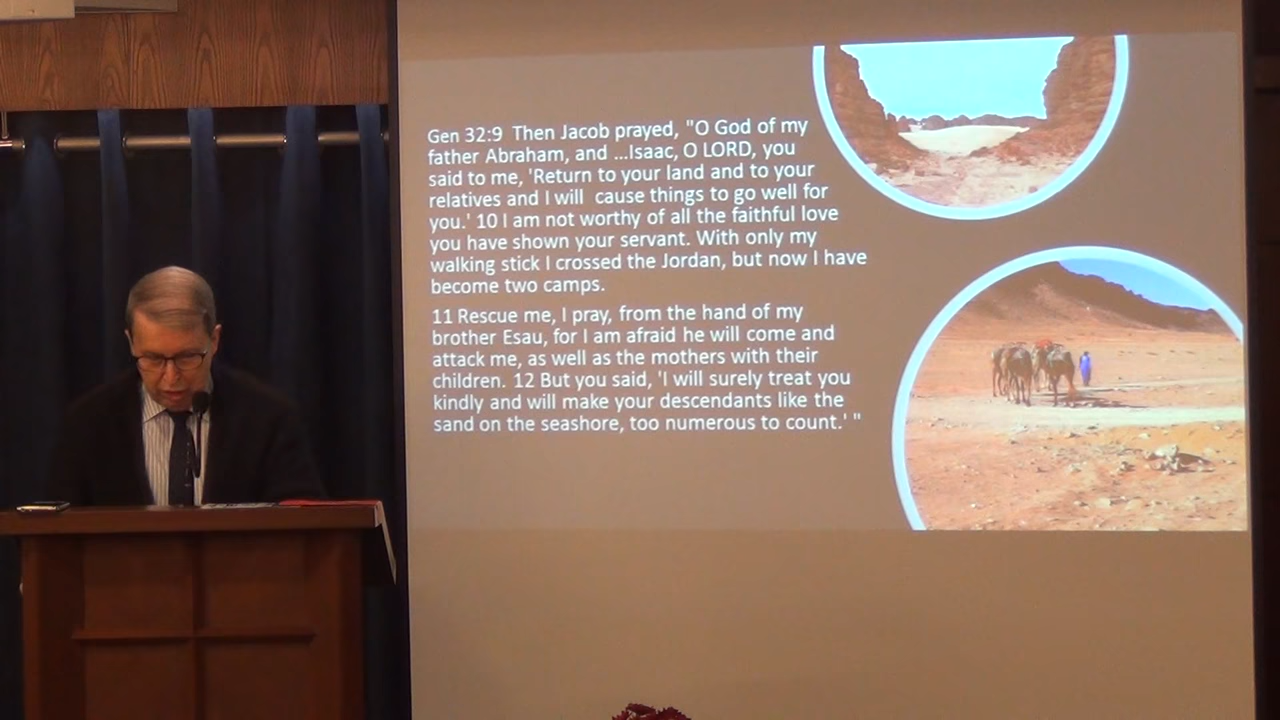 Gen 32:9 Then Jacob prayed, "O God of my
father Abraham, and ...Isaac, O LORD, you
said to me, 'Return to your land and to your
relatives and I will cause things to go well for
you.' 10 I am not worthy of all the faithful love
you have shown your servant. With only my
walking stick I crossed the Jordan, but now I have
become two camps.
11 Rescue me, I pray, from the hand of my
brother Esau, for I am afraid he will come and
attack me, as well as the mothers with their
children. 12 But you said, 'I will surely treat you
kindly and will make your descendants like the
sand on the seashore, too numerous to count.' "